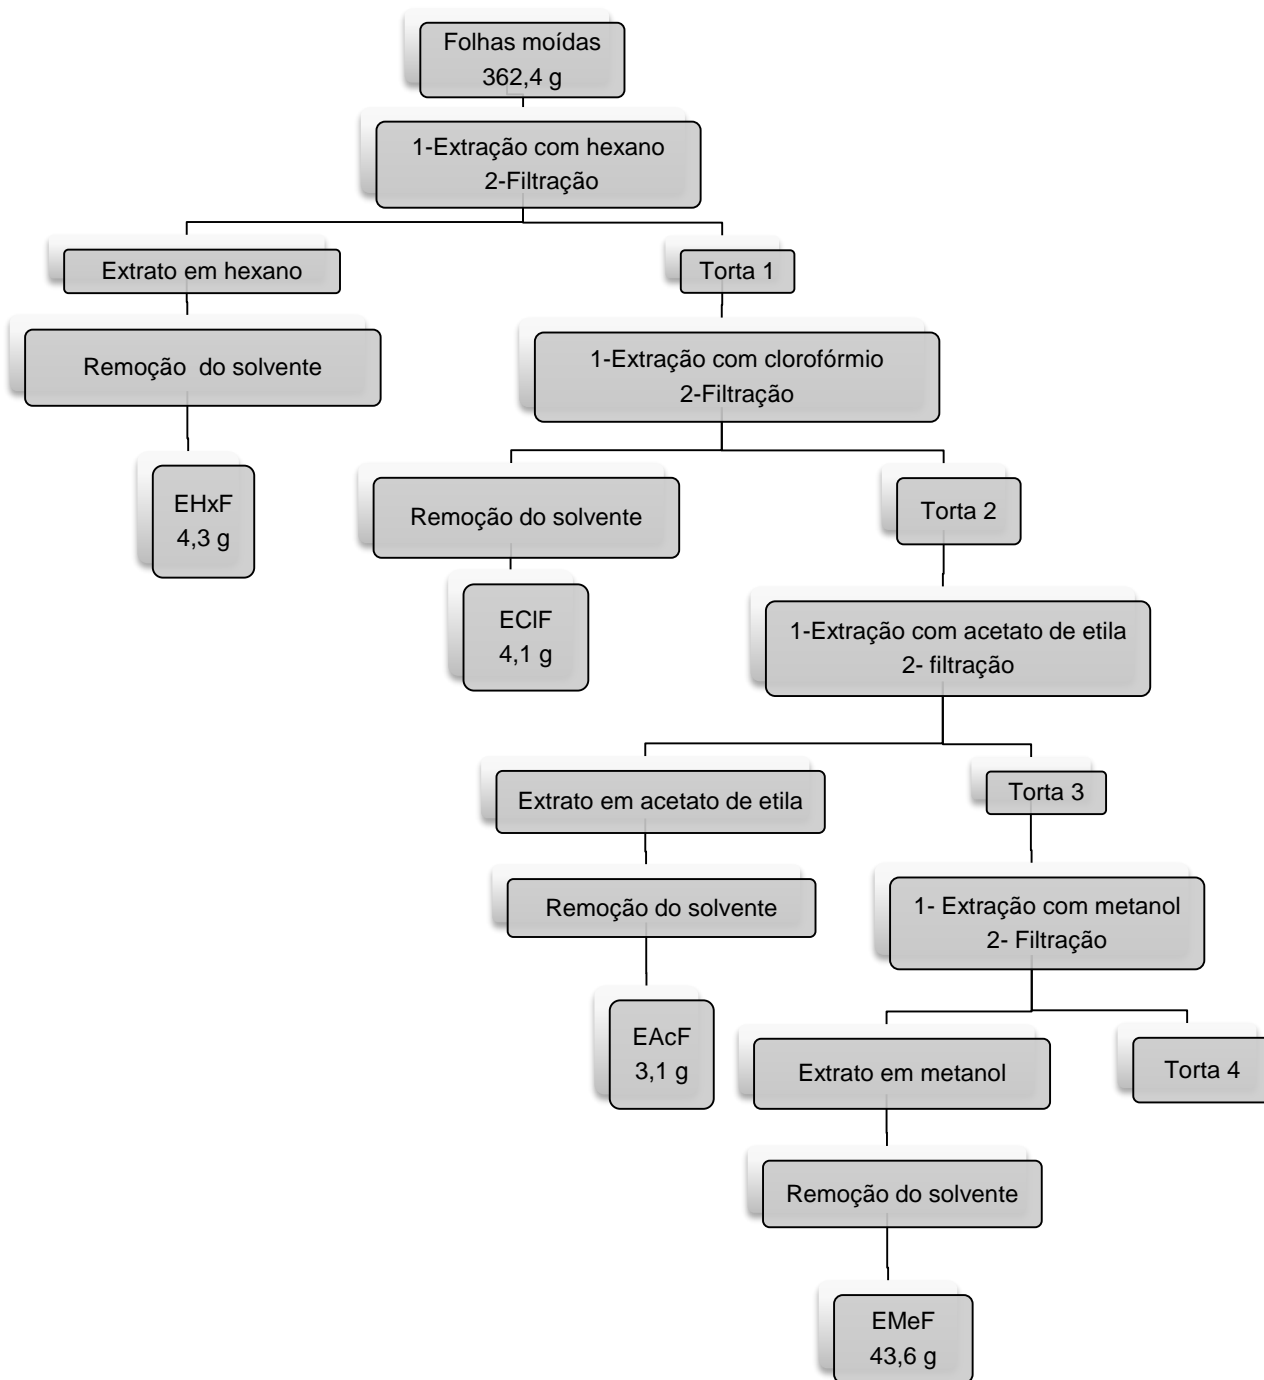 Folhas moídas
362,4 g
1-Extração com hexano
2-Filtração
Extrato em hexano
Torta 1
Remoção do solvente
1-Extração com clorofórmio
2-Filtração
EHxF
4,3 g
Remoção do solvente
Torta 2
EClF
4,1 g
1-Extração com acetato de etila
2- filtração
Extrato em acetato de etila
Torta 3
Remoção do solvente
1- Extração com metanol
2- Filtração
EAcF
3,1 g
Extrato em metanol
Torta 4
Remoção do solvente
EMeF
43,6 g